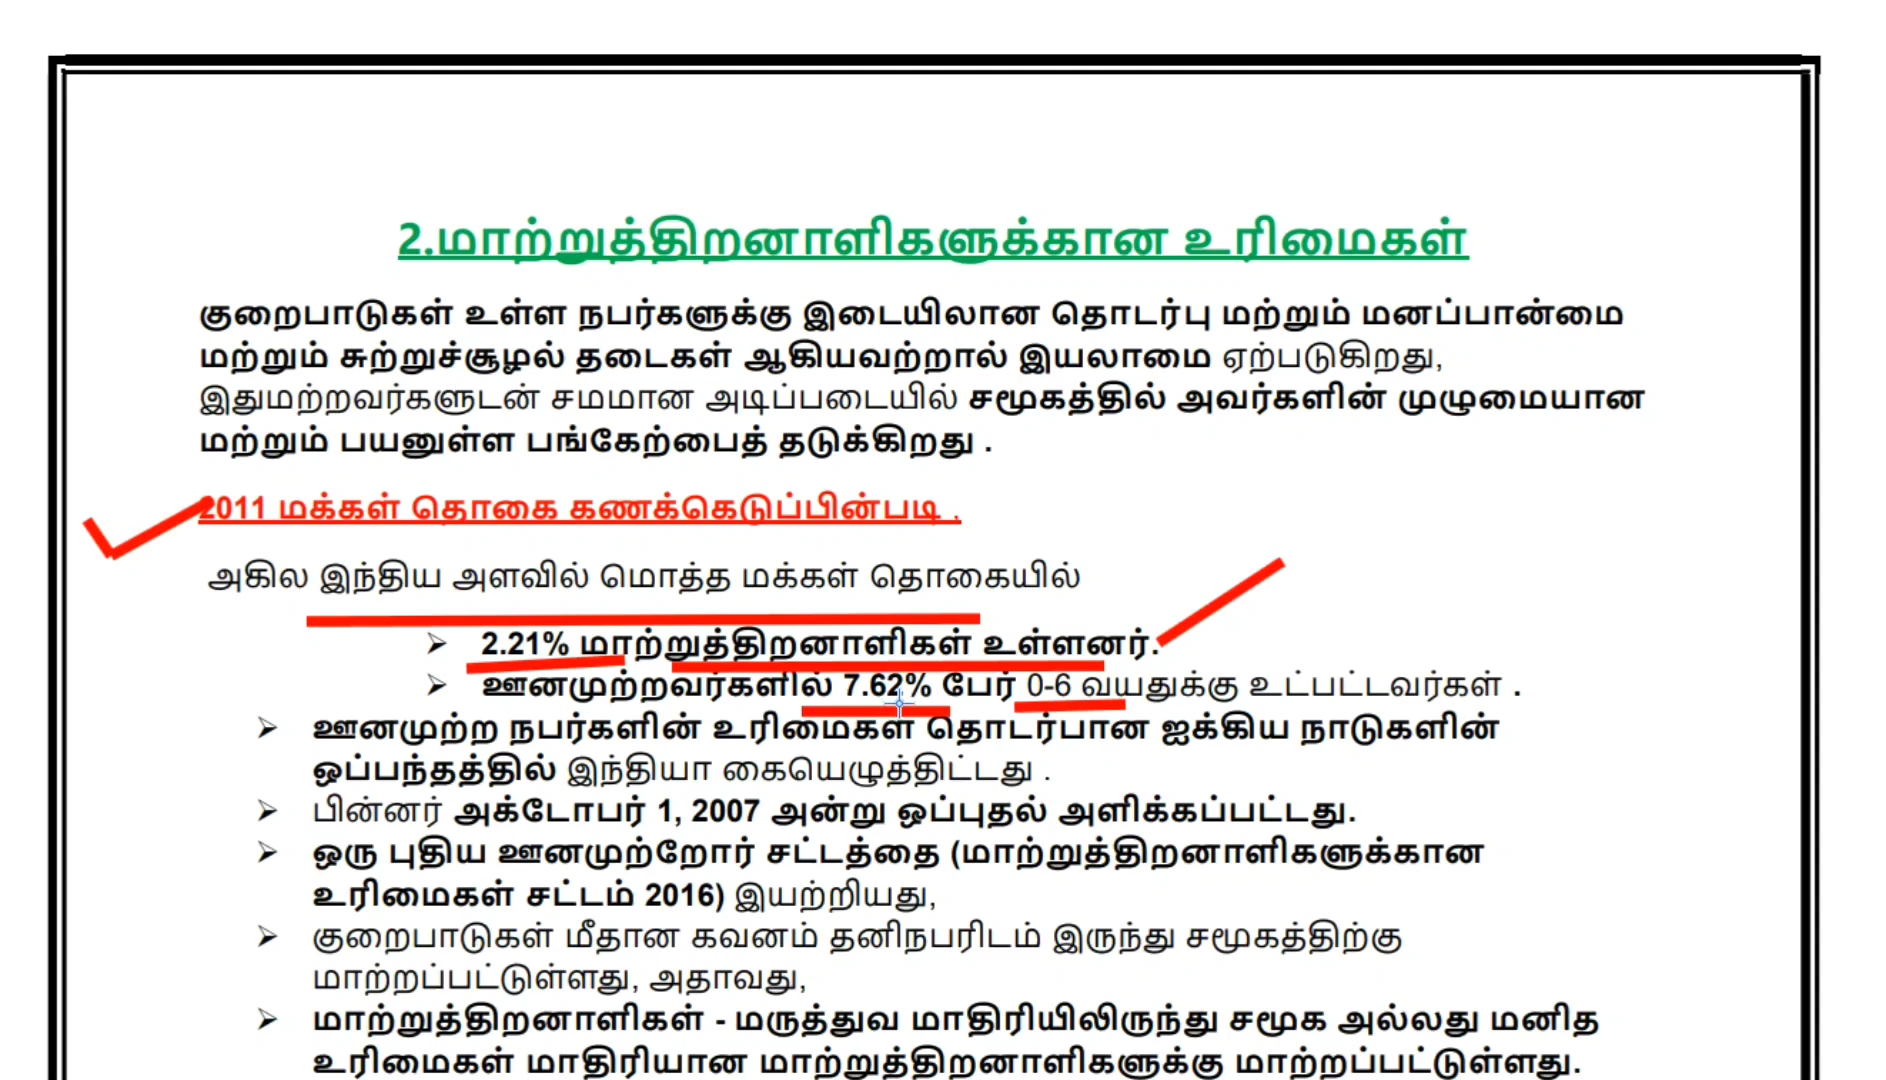 2.மாற்றுத்திறனாளிகளுக்கான உரிமைகள்
குறைபாடுகள் உள்ள நபர்களுக்கு இடையிலான தொடர்பு மற்றும் மனப்பான்மை
மற்றும் சுற்றுச்சூழல் தடைகள் ஆகியவற்றால் இயலாமை ஏற்படுகிறது,
இதுமற்றவர்களுடன் சமமான அடிப்படையில் சமூகத்தில் அவர்களின் முழுமையான
மற்றும் பயனுள்ள பங்கேற்பைத் தடுக்கிறது .
2011 மக்கள் தொகை கணக்கெடுப்பின்படி .
அகில இந்திய அளவில் மொத்த மக்கள் தொகையில்
➢ 2.21% மாற்றுத்திறனாளிகள் உள்ளனர்.
➢ ஊனமுற்றவர்களில் 7.62% பேர் 0-6 வயதுக்கு உட்பட்டவர்கள் .
➢ ஊனமுற்ற நபர்களின் உரிமைகள் தொடர்பான ஐக்கிய நாடுகளின்
ஒப்பந்தத்தில் இந்தியா கையெழுத்திட்டது .
➢ பின்னர் அக்டோபர் 1, 2007 அன்று ஒப்புதல் அளிக்கப்பட்டது.
➢ ஒரு புதிய ஊனமுற்றோர் சட்டத்தை (மாற்றுத்திறனாளிகளுக்கான
உரிமைகள் சட்டம் 2016) இயற்றியது,
➢ குறைபாடுகள் மீதான கவனம் தனிநபரிடம் இருந்து சமூகத்திற்கு
மாற்றப்பட்டுள்ளது, அதாவது,
➢ மாற்றுத்திறனாளிகள் - மருத்துவ மாதிரியிலிருந்து சமூக அல்லது மனித
உரிமைகள் மாதிரியான மாற்றுத்திறனாளிகளுக்கு மாற்றப்பட்டுள்ளது.